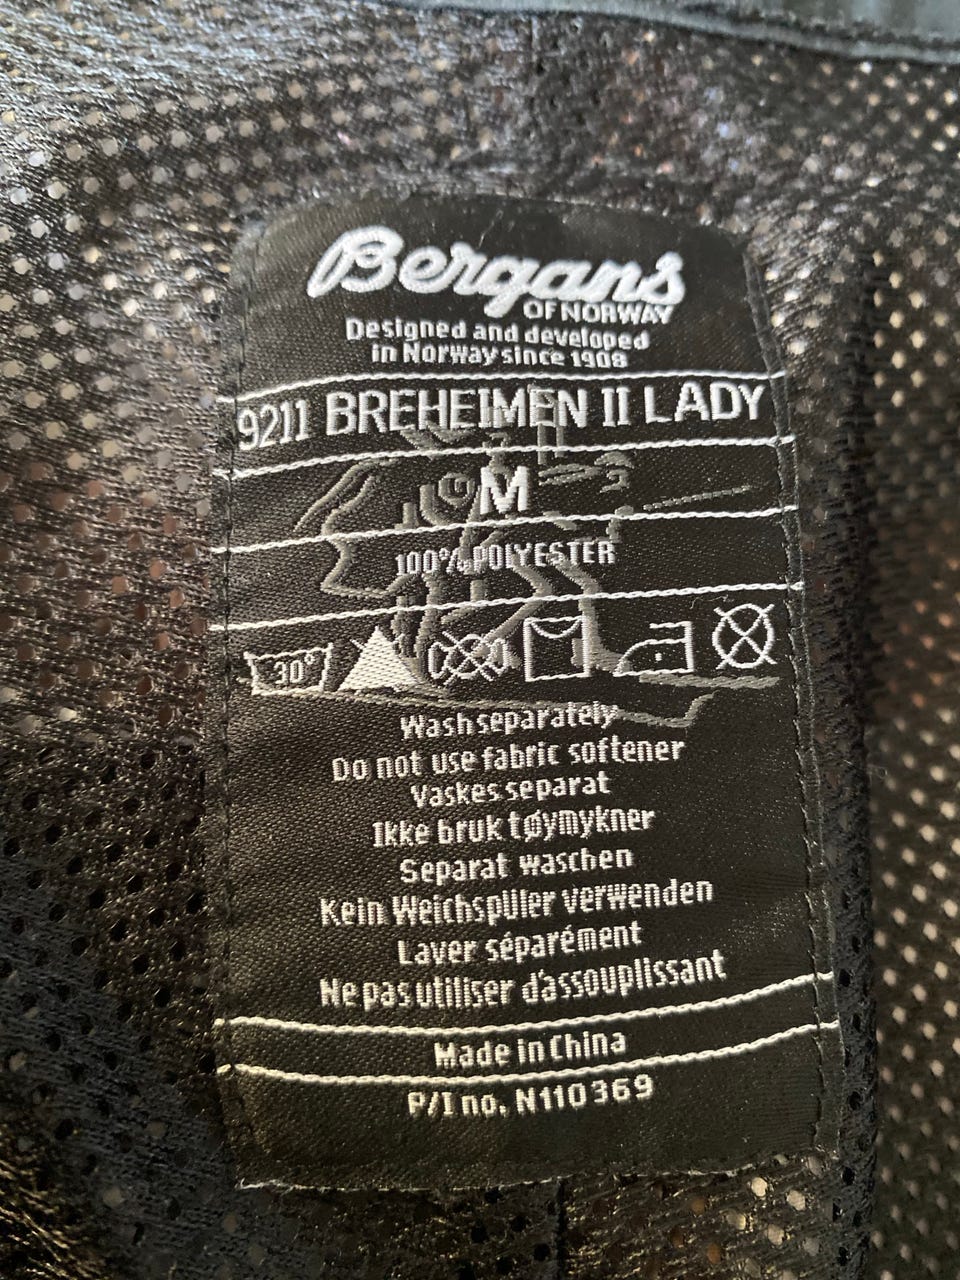 Bergans
OF NORWAY
Designed and developed
in Norway since 1908
9211 BREHEIMEN II LADY
M
100% POLYESTER
30°
Wash separately
Do not use fabric softener
Vaskes separat
Ikke bruk tøymykner
Separat waschen
Kein Weichspüler verwenden
Laver séparément
Ne pas utiliser d'assouplissant
Made in China
P/I no. N110369